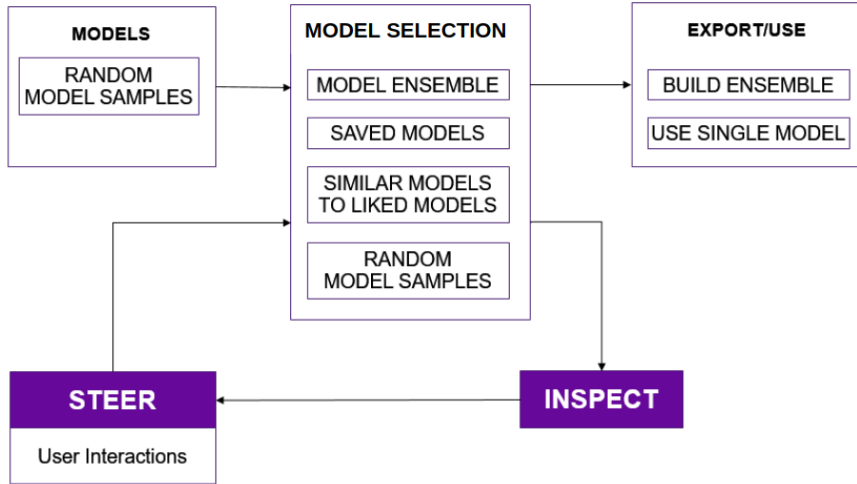 MODELS
RANDOM
MODEL SAMPLES
MODEL SELECTION
MODEL ENSEMBLE
SAVED MODELS
SIMILAR MODELS
TO LIKED MODELS
RANDOM
MODEL SAMPLES
EXPORT/USE
BUILD ENSEMBLE
USE SINGLE MODEL
STEER
User Interactions
INSPECT